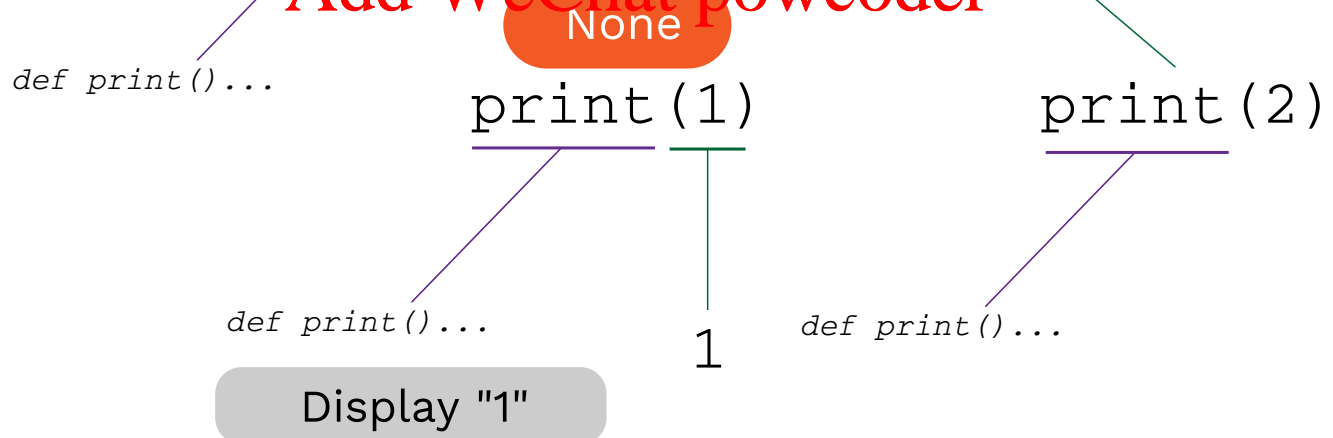 Add WeChat powcoder
None
def print()...
print(1)
print(2)
def print()...
def print()...
1
Display "1"